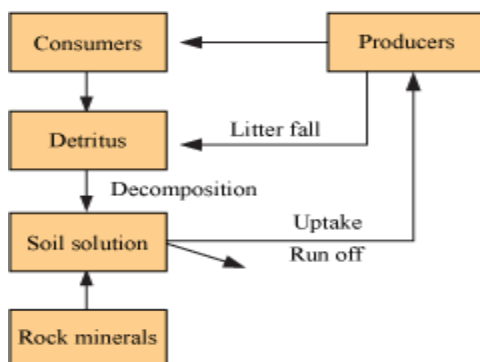 Consumers
Producers
Litter fall
Detritus
Decomposition
Uptake
Soil solution
Run off
Rock minerals